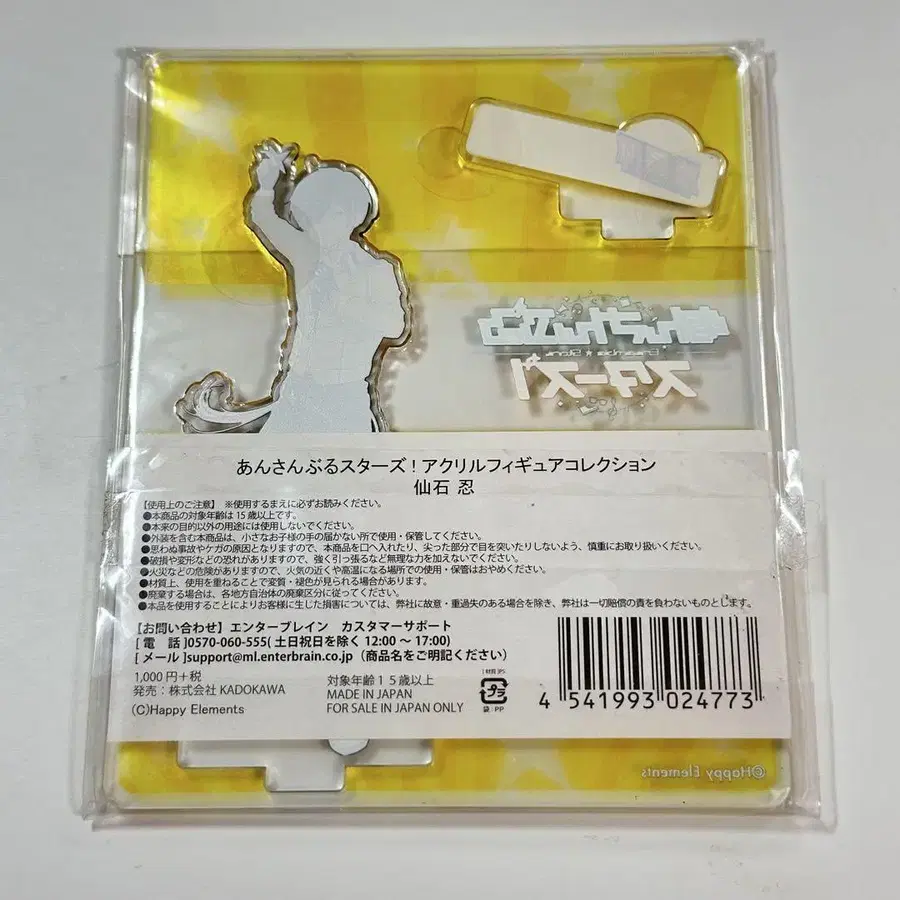 あんさんぶる
Ensemble ★ Stars
スターズ!
あんさんぶるスターズ!アクリルフィギュアコレクション
仙石 忍
【使用上のご注意】 ※使用するまえに必ずお読みください。
●本商品の対象年齢は15歳以上です。
●本来の目的以外の用途には使用しないでください。
●外装を含む本商品は、小さなお子様の手の届かない所で使用・保管してください。
●思わぬ事故やケガの原因となりますので、本商品を口へ入れたり、尖った部分で目を突いたりしないよう、慎重にお取り扱いください。
●破損や変形などの恐れがありますので、強く引っ張るなど無理な力を加えないでください。
●火災などの危険がありますので、火気の近くや高温になる場所での使用・保管はおやめください。
●材質上、使用を重ねることで変質・褪色が見られる場合があります。
●廃棄する場合は、各地方自治体の廃棄区分に従ってください。
●本品を使用することによりお客様に生じた損害については、弊社に故意・重過失のある場合を除き、弊社は一切賠償の責を負わないものとします。
【お問い合わせ】エンターブレイン カスタマーサポート
[ 電 話 ]0570-060-555( 土日祝日を除く 12:00 〜 17:00)
[ メール ]support@ml.enterbrain.co.jp(商品名をご明記ください)
1,000 円+税
発売:株式会社 KADOKAWA
(C)Happy Elements
対象年齢15歳以上
MADE IN JAPAN
FOR SALE IN JAPAN ONLY
プラ
袋:PP
4 541993 024773
©Happy Elements